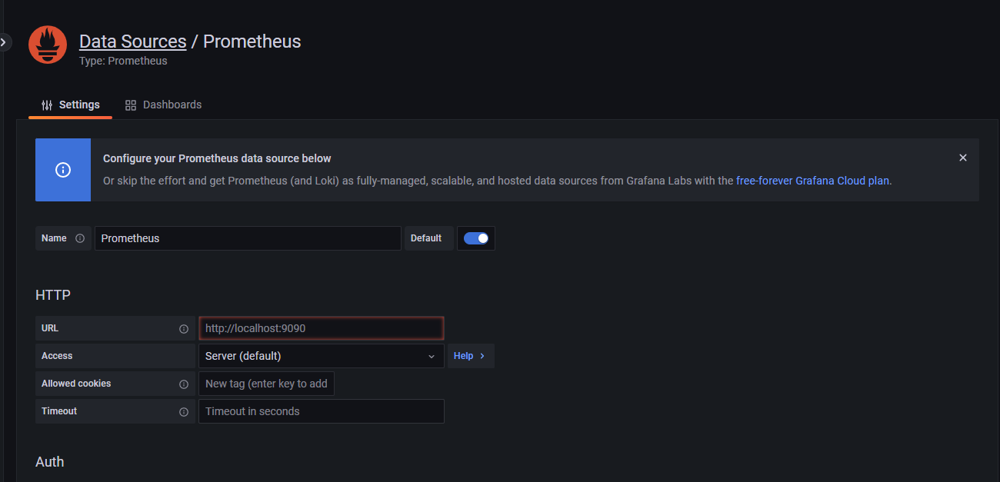 Data Sources / Prometheus
Type: Prometheus
Settings Dashboards
Configure your Prometheus data source below
Or skip the effort and get Prometheus (and Loki) as fully-managed, scalable, and hosted data sources from Grafana Labs with the free-forever Grafana Cloud plan.
Name Prometheus Default
HTTP
URL http://localhost:9090
Access Server (default) Help
Allowed cookies New tag (enter key to add
Timeout Timeout in seconds
Auth